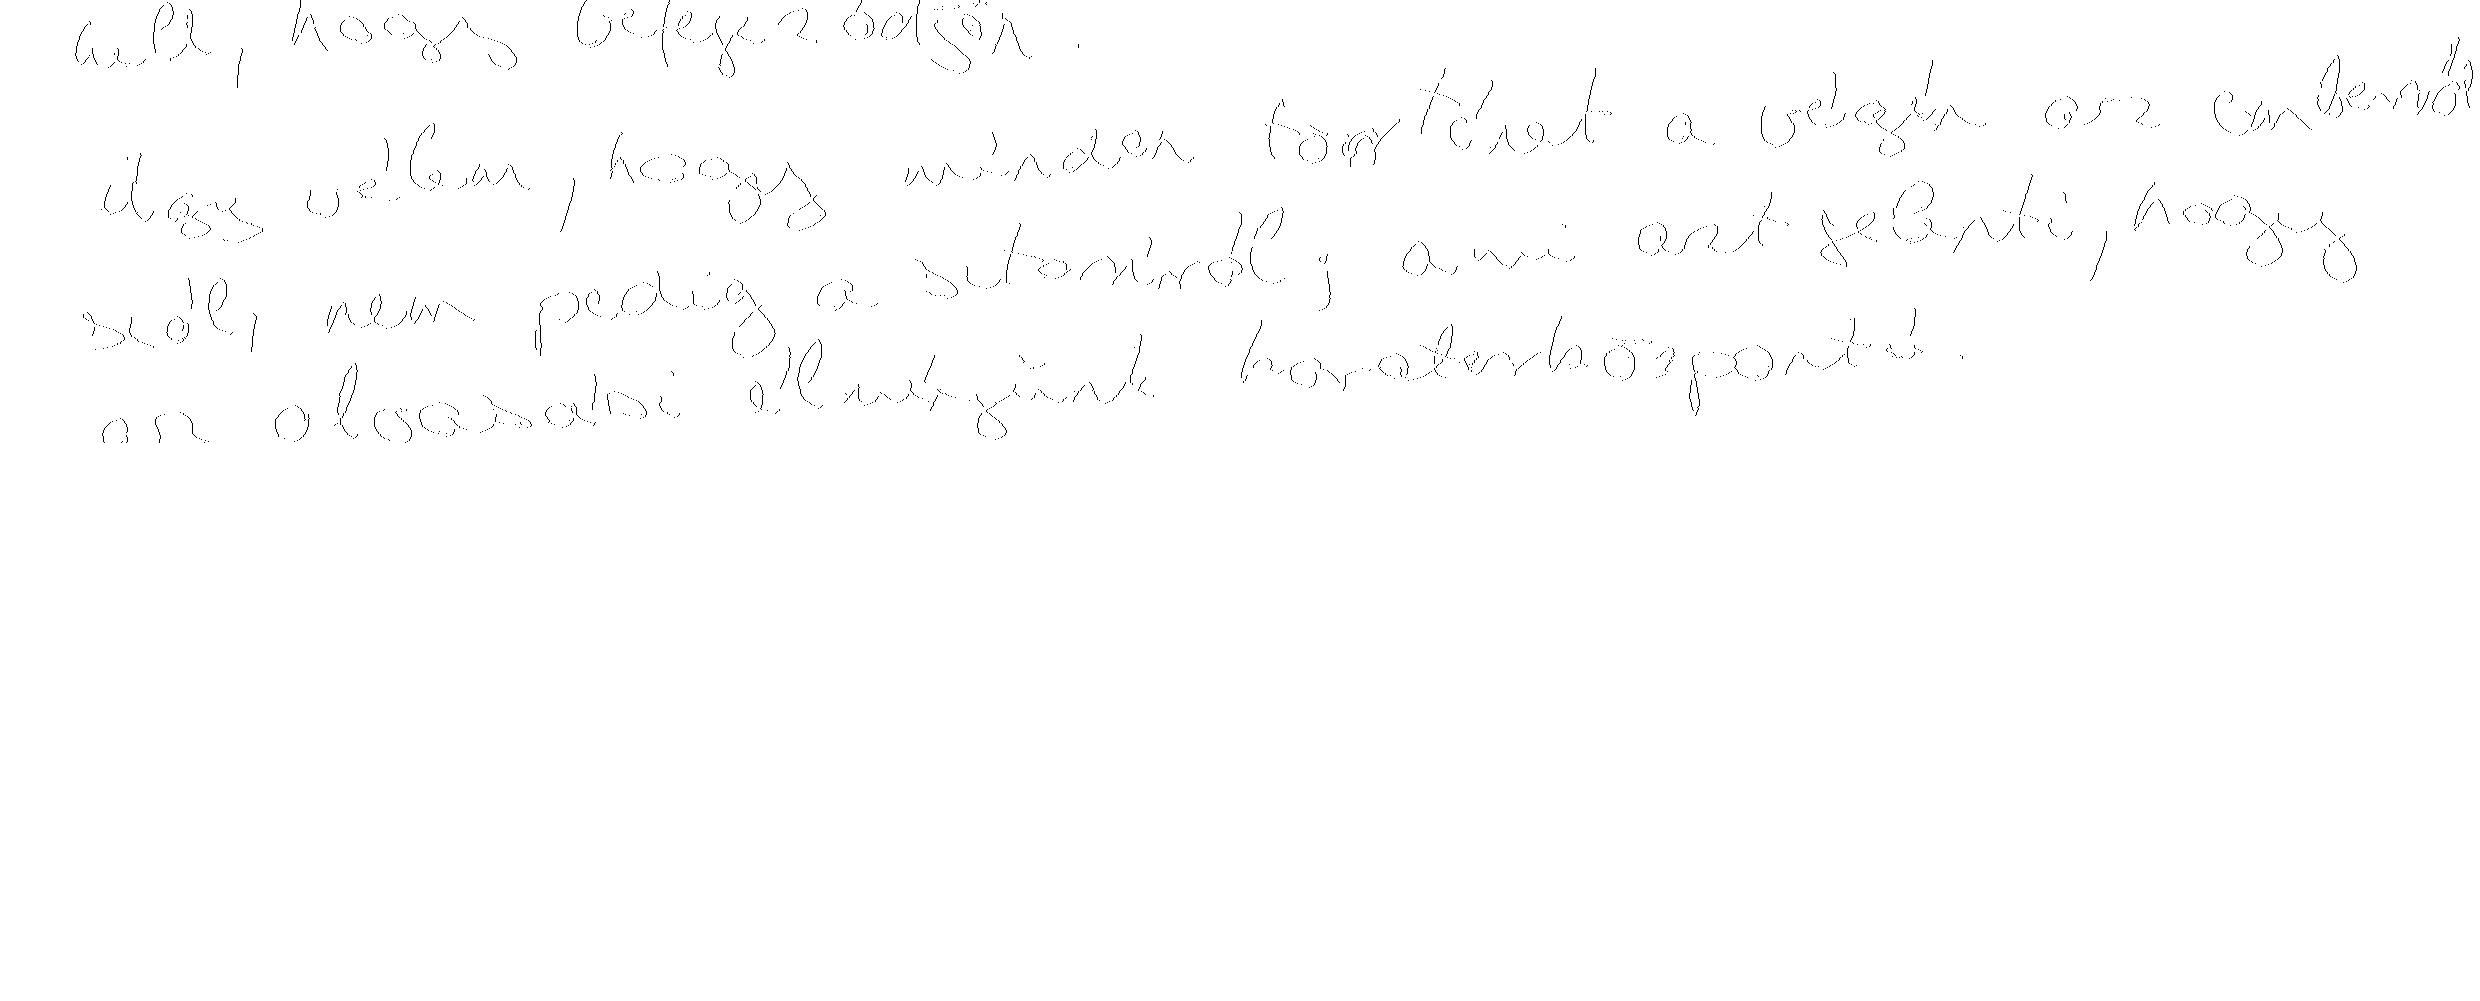 kell, hogy befejeződjön.
Úgy vélem, hogy minden történet a végén az emberről
szól, nem pedig a sztoriról; ami azt jelenti, hogy
az olvasási élményünk karakterközpontú.